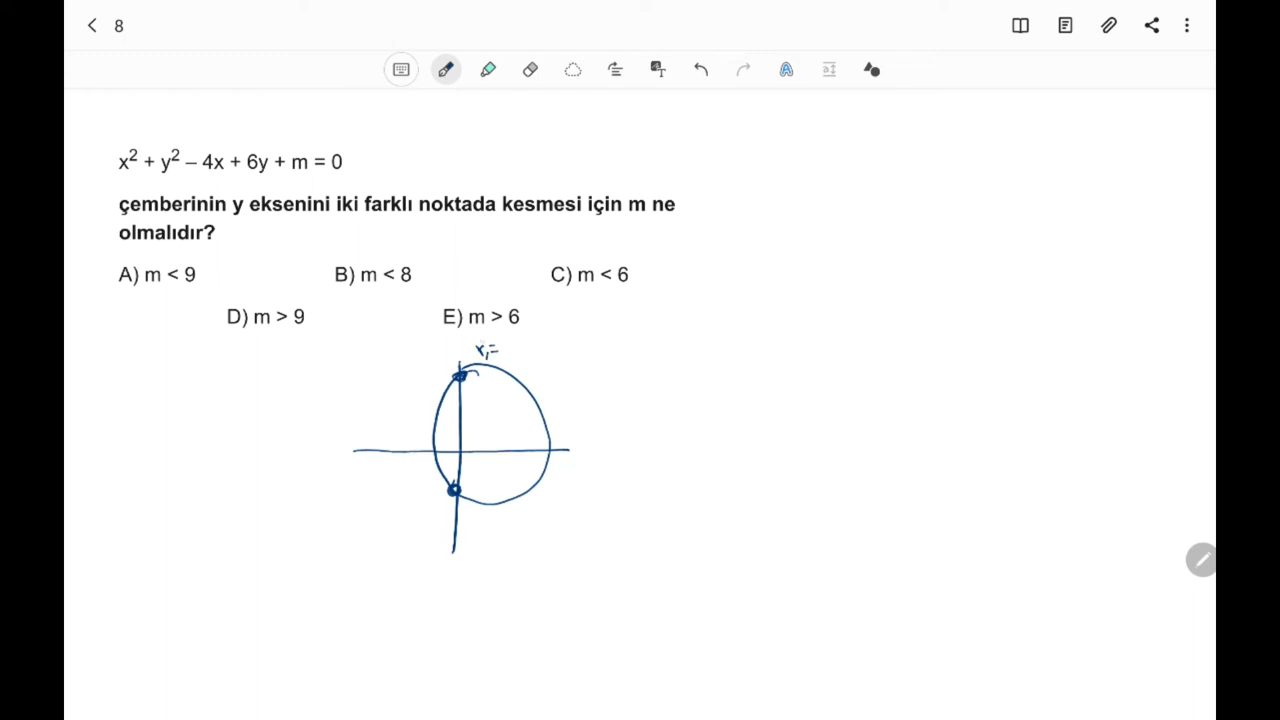 8
x² + y² – 4x + 6y + m = 0
çemberinin y eksenini iki farklı noktada kesmesi için m ne
olmalıdır?
A) m < 9 B) m < 8 C) m < 6
D) m > 9 E) m > 6
x₁=